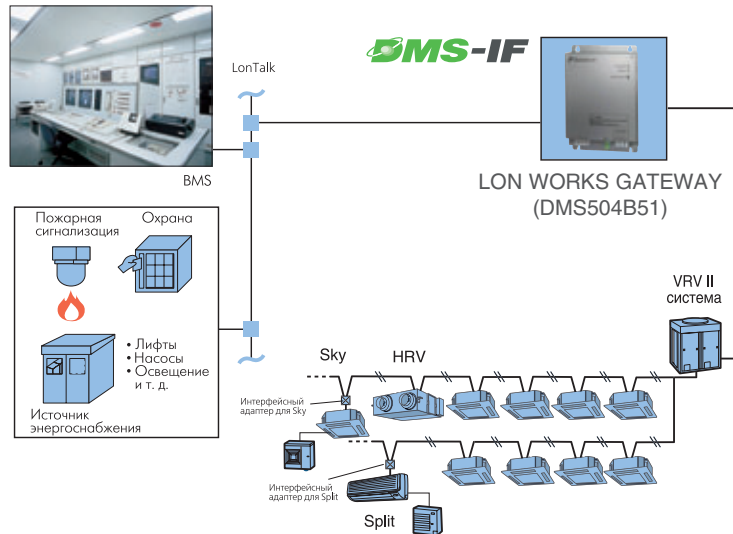 LonTalk
DMS-IF
BMS
LON WORKS GATEWAY
(DMS504B51)
Пожарная
сигнализация
Охрана
• Лифты
• Насосы
• Освещение
и т. д.
Источник
энергоснабжения
VRV II
система
Sky
HRV
Интерфейсный
адаптер для Sky
Интерфейсный
адаптер для Split
Split